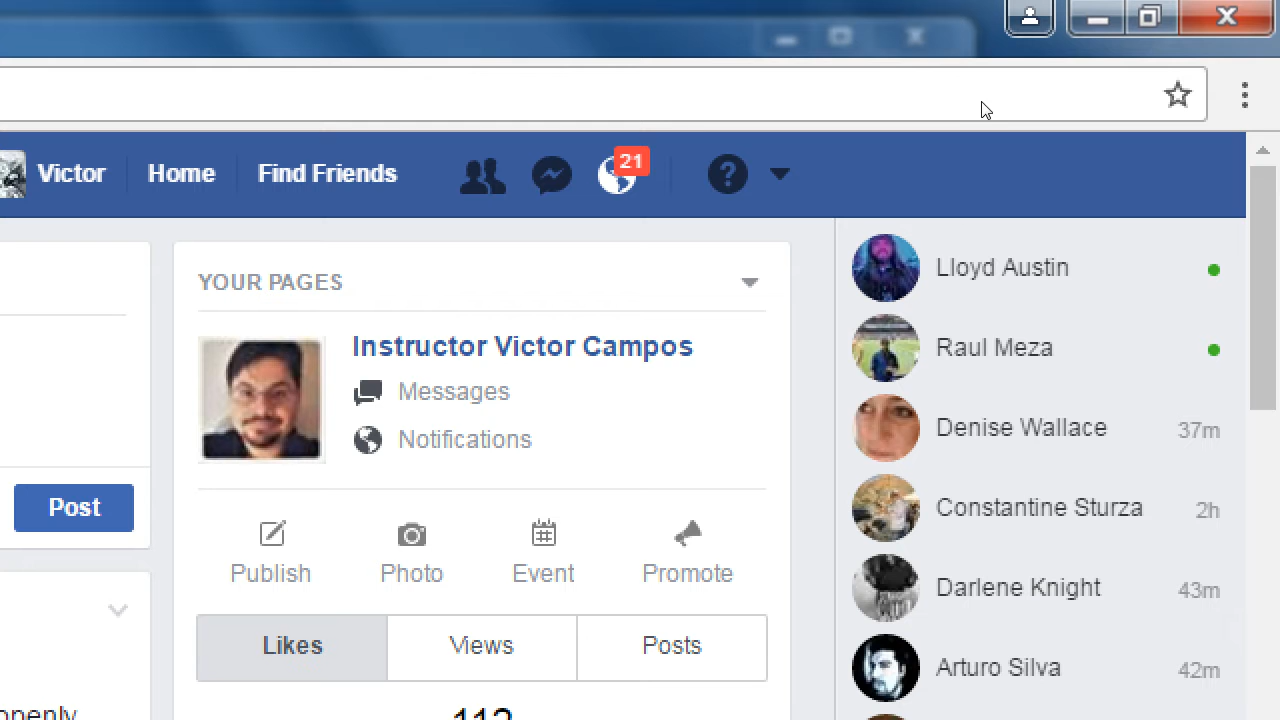 Victor
Home
Find Friends
21
?
YOUR PAGES
Instructor Victor Campos
Messages
Notifications
Post
Publish
Photo
Event
Promote
Likes
Views
Posts
openly
Lloyd Austin
Raul Meza
Denise Wallace 37m
Constantine Sturza 2h
Darlene Knight 43m
Arturo Silva 42m